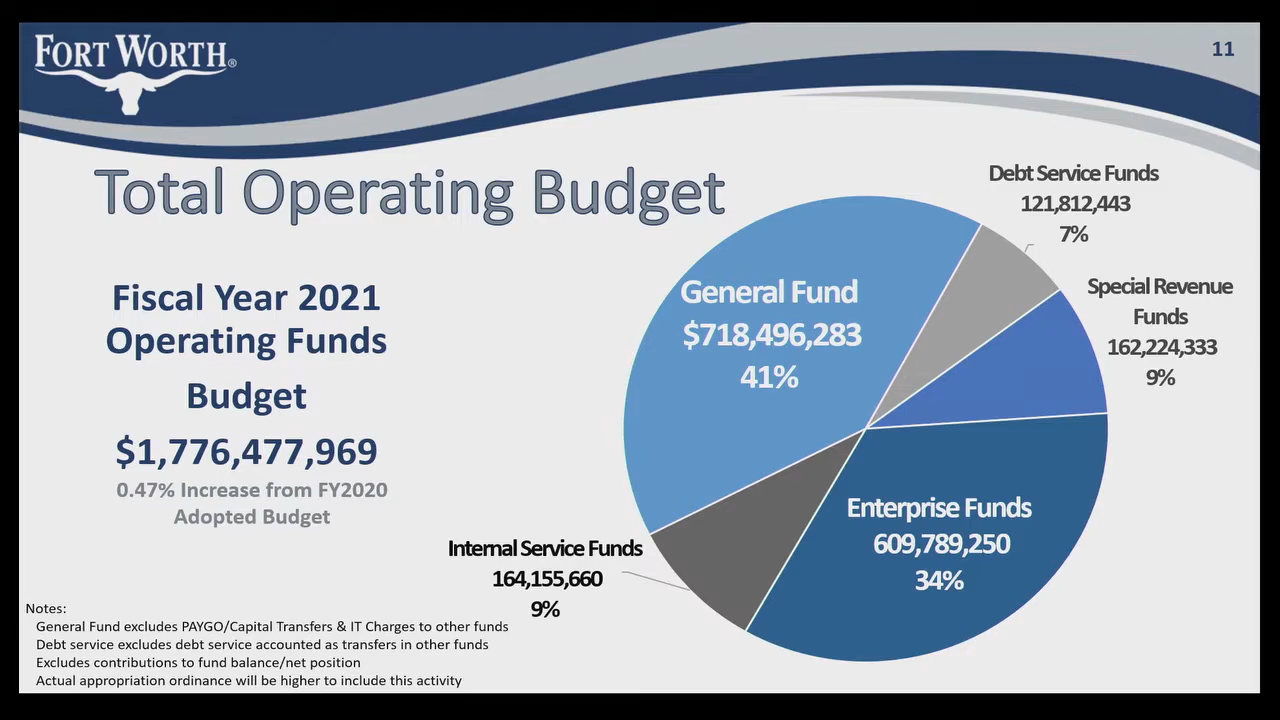 FORT WORTH®
11
Total Operating Budget
Fiscal Year 2021
Operating Funds
Budget
$1,776,477,969
0.47% Increase from FY2020
Adopted Budget
Debt Service Funds
121,812,443
7%
General Fund
$718,496,283
41%
Special Revenue
Funds
162,224,333
9%
Enterprise Funds
609,789,250
34%
Internal Service Funds
164,155,660
9%
Notes:
General Fund excludes PAYGO/Capital Transfers & IT Charges to other funds
Debt service excludes debt service accounted as transfers in other funds
Excludes contributions to fund balance/net position
Actual appropriation ordinance will be higher to include this activity